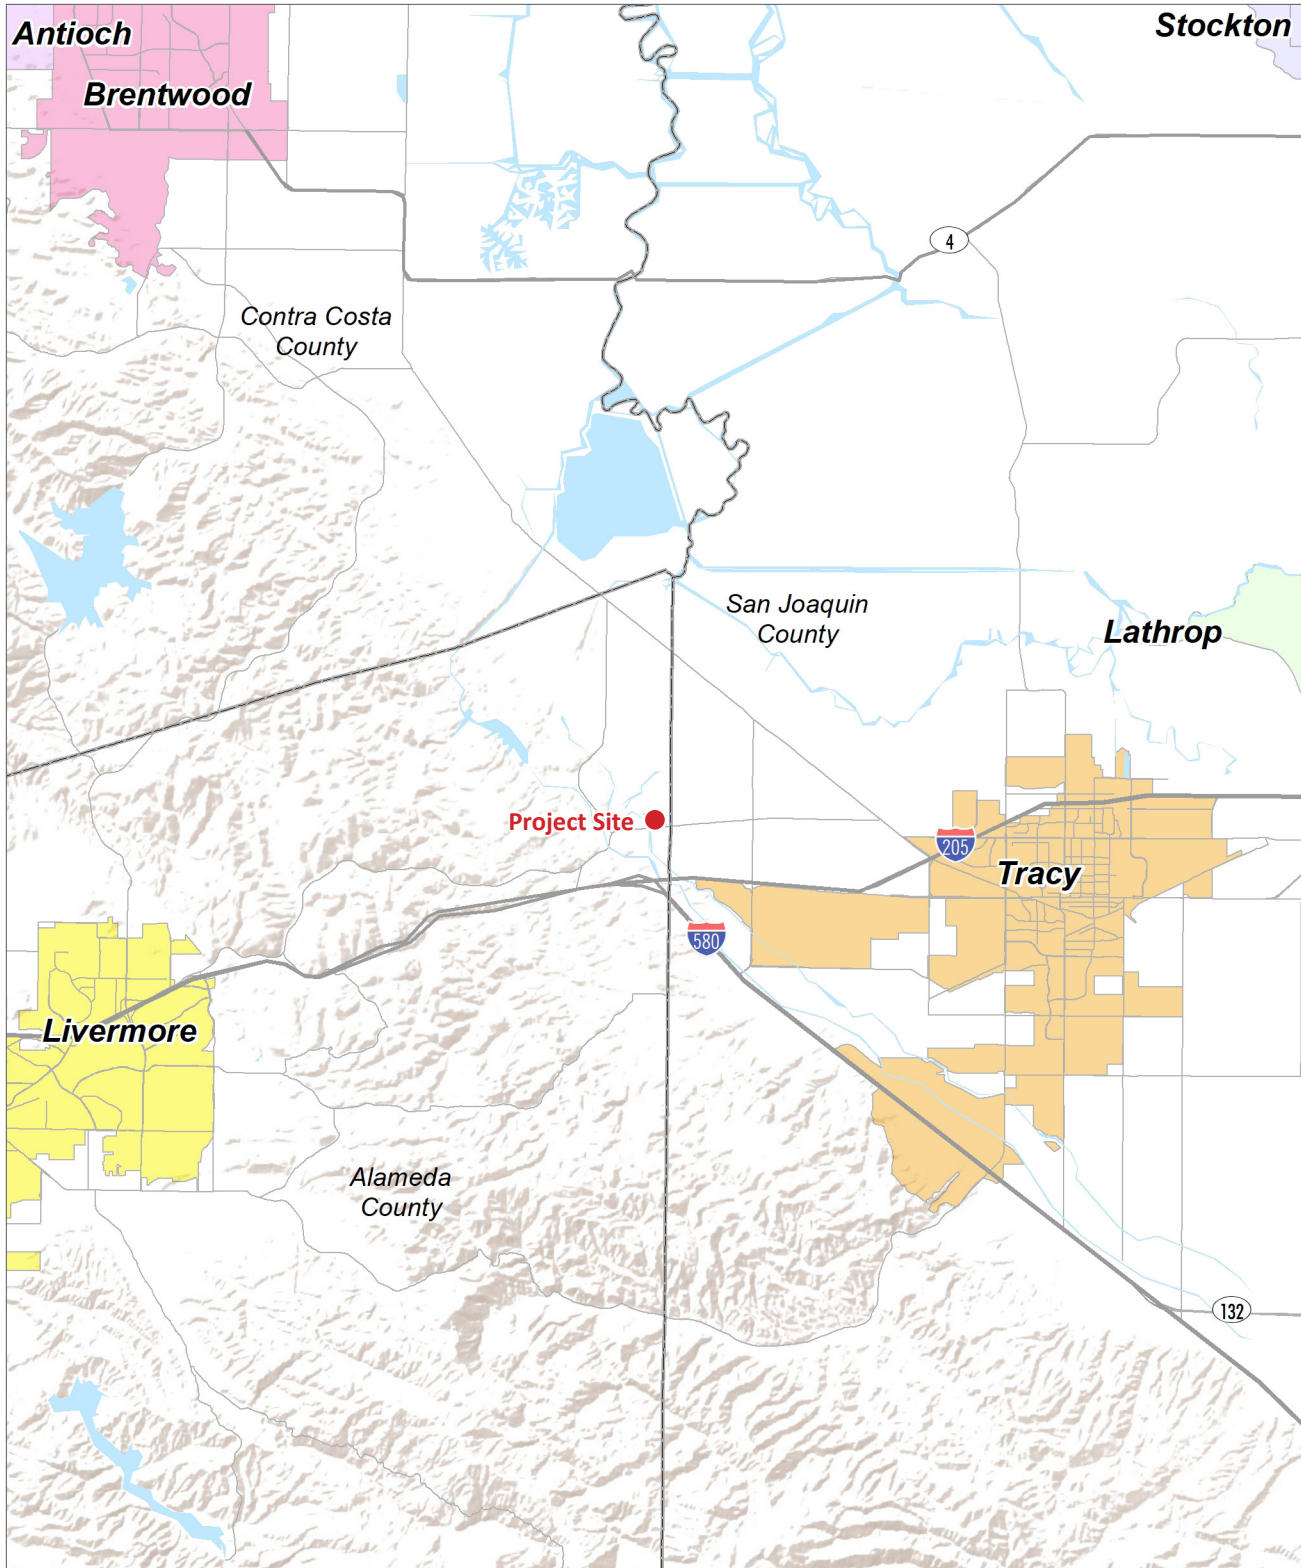 Antioch
Stockton
Brentwood
4
Contra Costa
County
San Joaquin
County
Lathrop
Project Site
205
Tracy
580
Livermore
Alameda
County
132